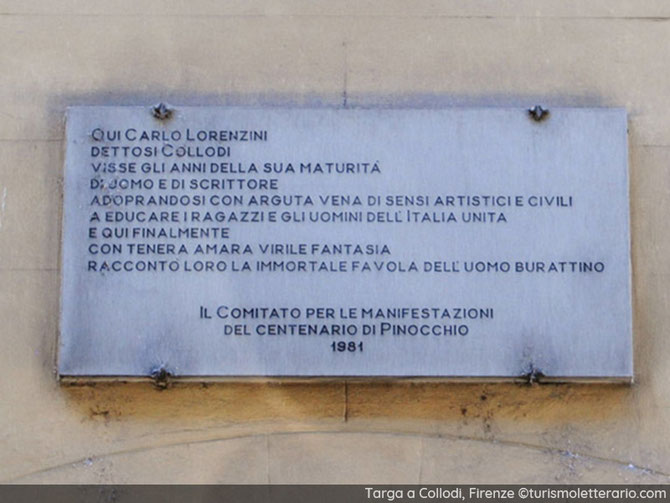 Qui Carlo Lorenzini
dettosi Collodi
visse gli anni della sua maturitá
di uomo e di scrittore
adoprandosi con arguta vena di sensi artistici e civili
a educare i ragazzi e gli uomini dell'Italia unita
e qui finalmente
con tenera amara virile fantasia
racconto loro la immortale favola dell'uomo burattino
Il Comitato per le manifestazioni
del centenario di Pinocchio
1981
Targa a Collodi, Firenze ©turismoletterario.com